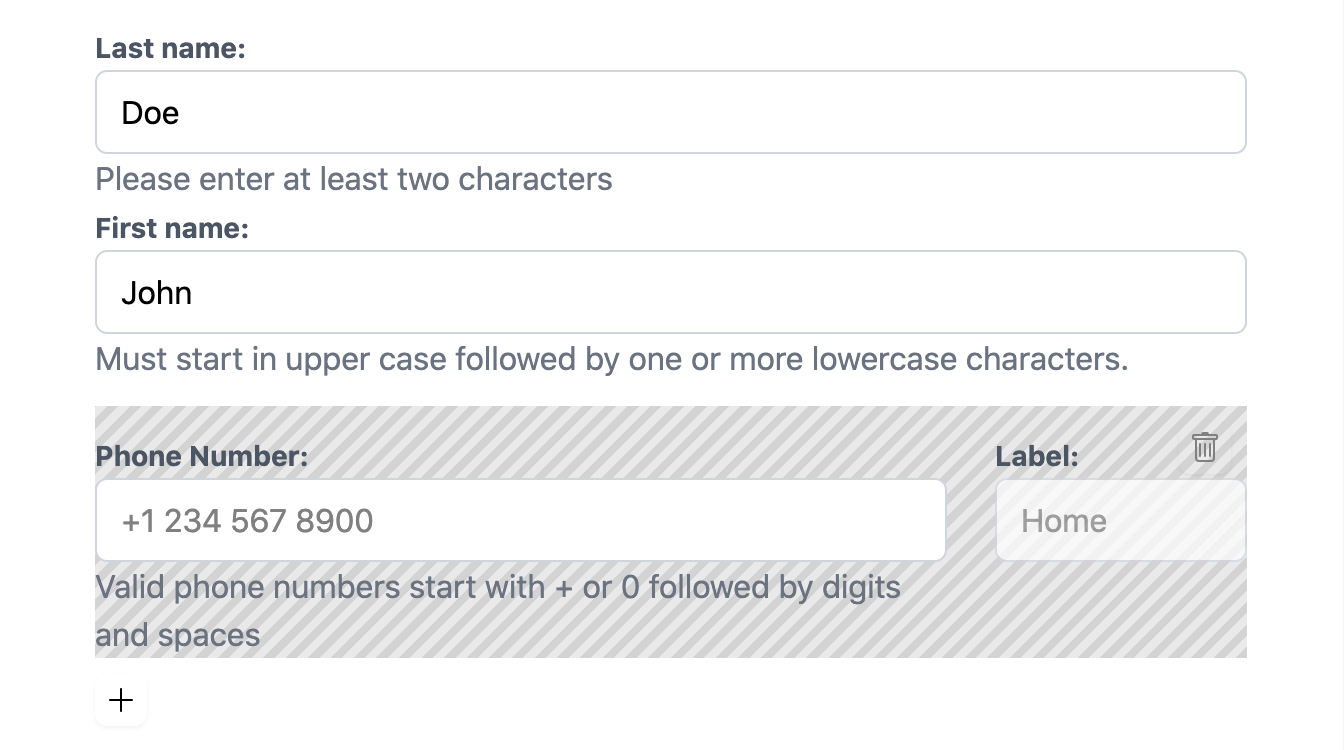 Last name:
Doe
Please enter at least two characters
First name:
John
Must start in upper case followed by one or more lowercase characters.
Phone Number:
Label:
+1 234 567 8900
Home
Valid phone numbers start with + or 0 followed by digits
and spaces